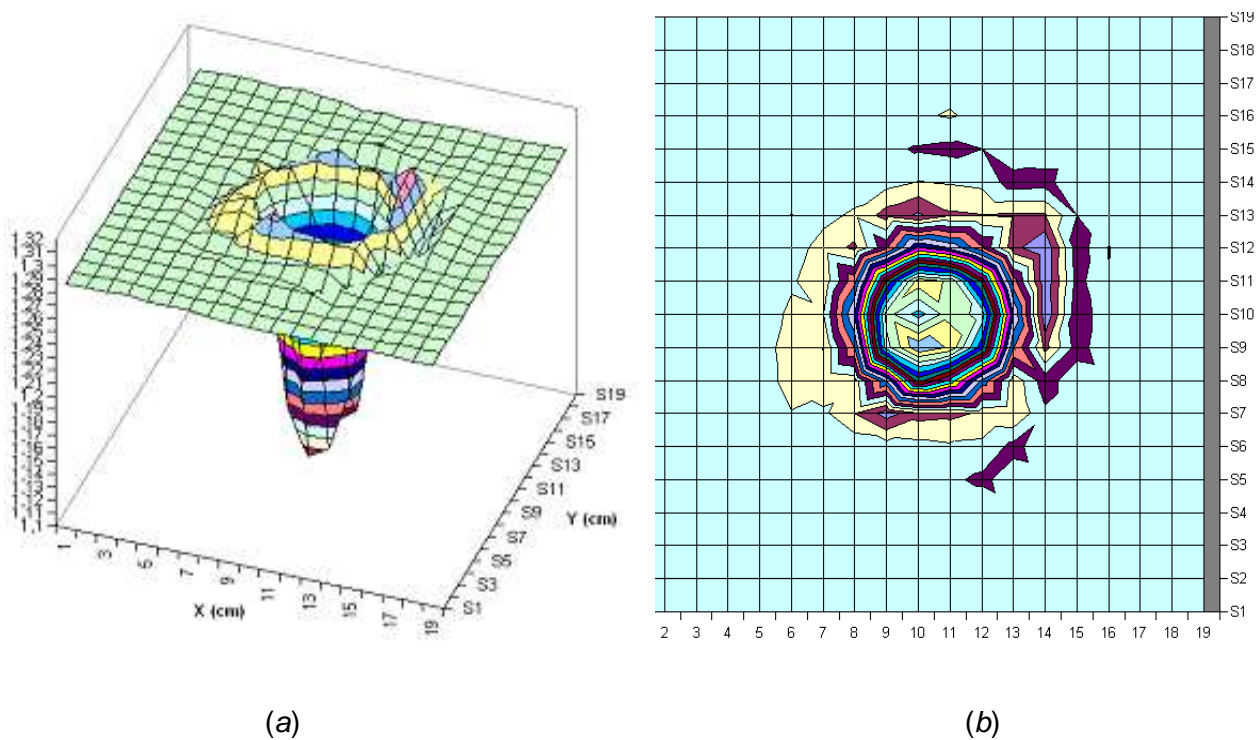 1
3
5
7
9
11
13
15
17
19
X (cm)
S1
S3
S5
S7
S9
S11
S13
S15
S17
S19
Y (cm)
S19
S18
S17
S16
S15
S14
S13
S12
S11
S10
S9
S8
S7
S6
S5
S4
S3
S2
S1
2 3 4 5 6 7 8 9 10 11 12 13 14 15 16 17 18 19
(a) (b)